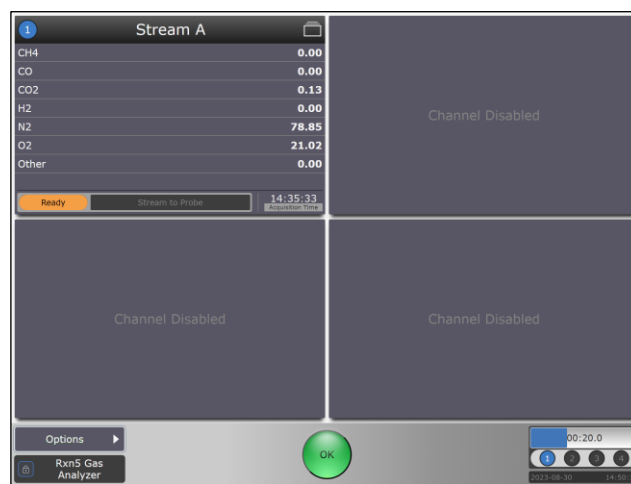 1 Stream A
CH4 0.00
CO 0.00
CO2 0.13
H2 0.00
N2 78.85
O2 21.02
Other 0.00
Ready Stream to Probe 14:35:33
Acquisition Time
Channel Disabled
Channel Disabled
Channel Disabled
Options
Rxn5 Gas
Analyzer
OK
00:20.0
1 2 3 4
2023-08-30 14:50: